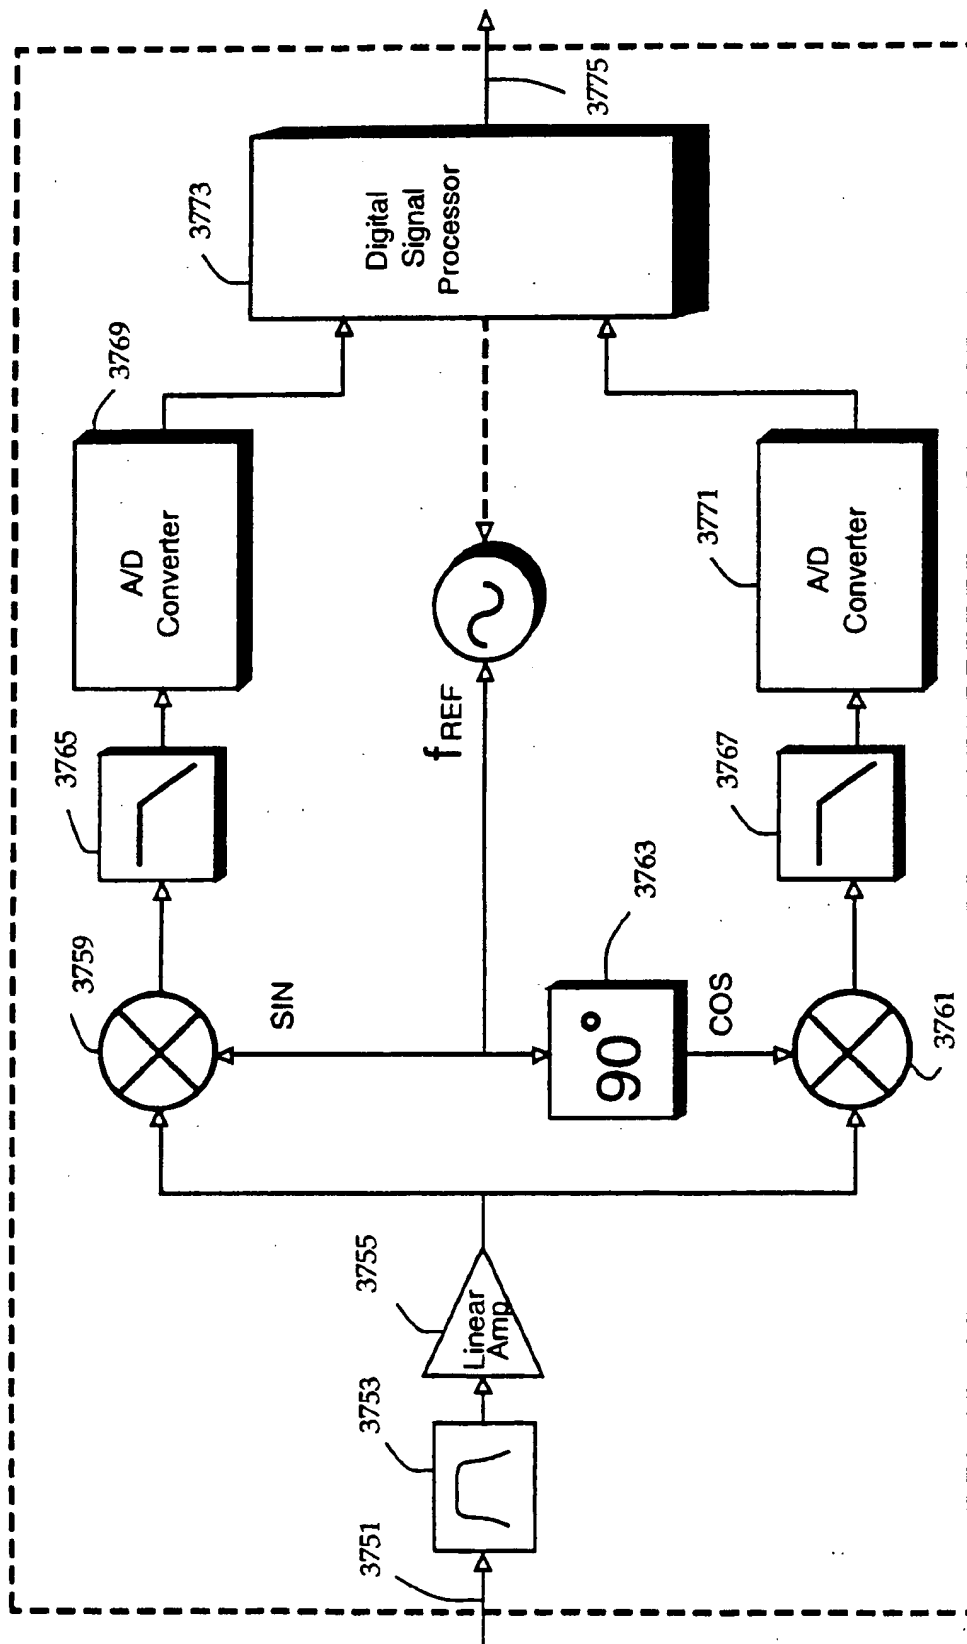 3751
3753
3755
Linear
Amp
3759
SIN
90°
3763
COS
3761
3765
fREF
3767
A/D
Converter
3769
A/D
Converter
3771
3773
Digital
Signal
Processor
3775